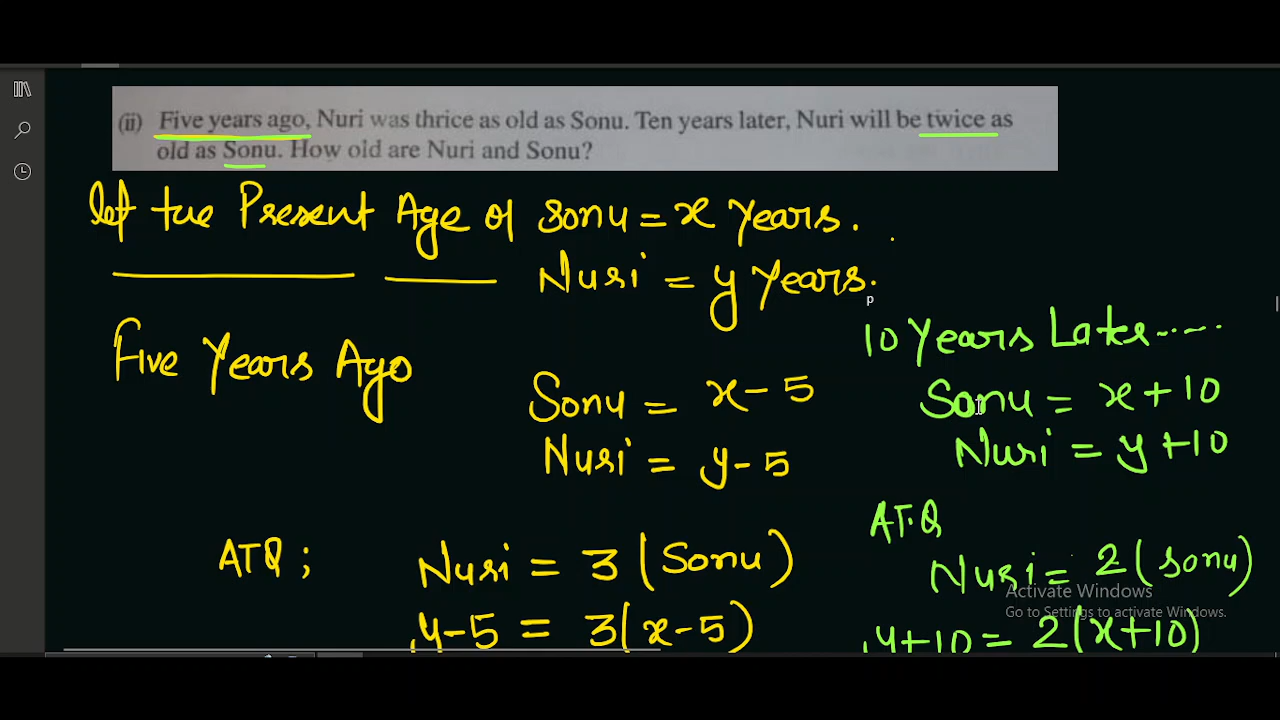 (ii) Five years ago, Nuri was thrice as old as Sonu. Ten years later, Nuri will be twice as
old as Sonu. How old are Nuri and Sonu?
let the Present Age of Sonu = x Years.
Nuri = y Years.
Five Years Ago
Sonu = x - 5
Nuri = y - 5
ATQ ;
Nuri = 3 (Sonu)
y - 5 = 3(x - 5)
p
10 Years Later.....
Sonu = x + 10
Nuri = y + 10
AT.Q
Nuri = 2 (sonu)
Activate Windows
Go to Settings to activate Windows.
y + 10 = 2(x+10)